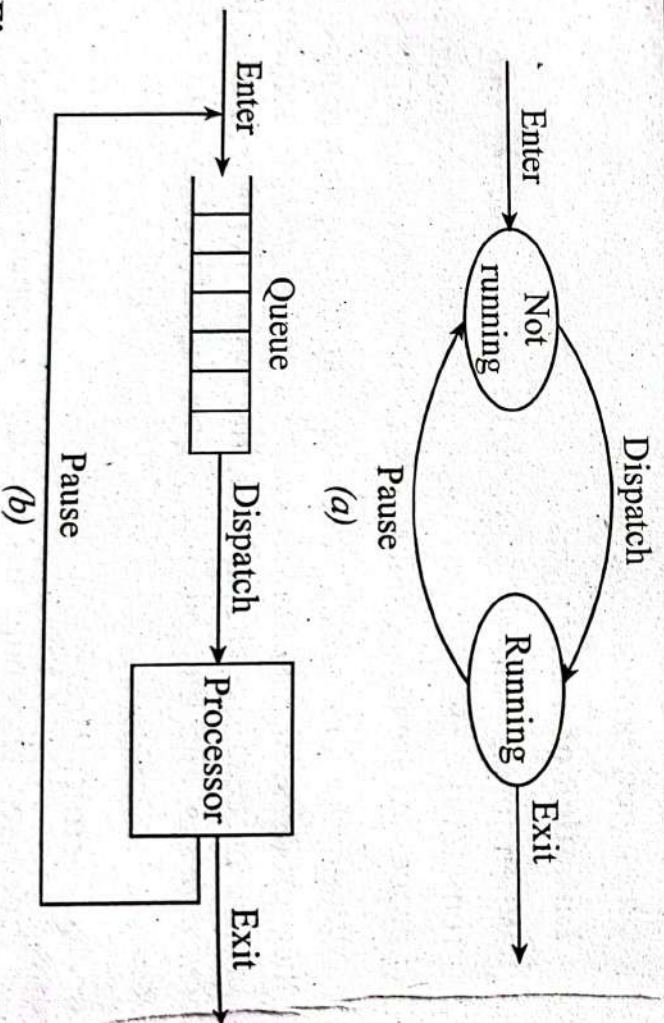 Dispatch
Enter
Not
running
Running
Exit
Pause
(a)
Queue
Enter
Dispatch
Processor
Exit
Pause
(b)